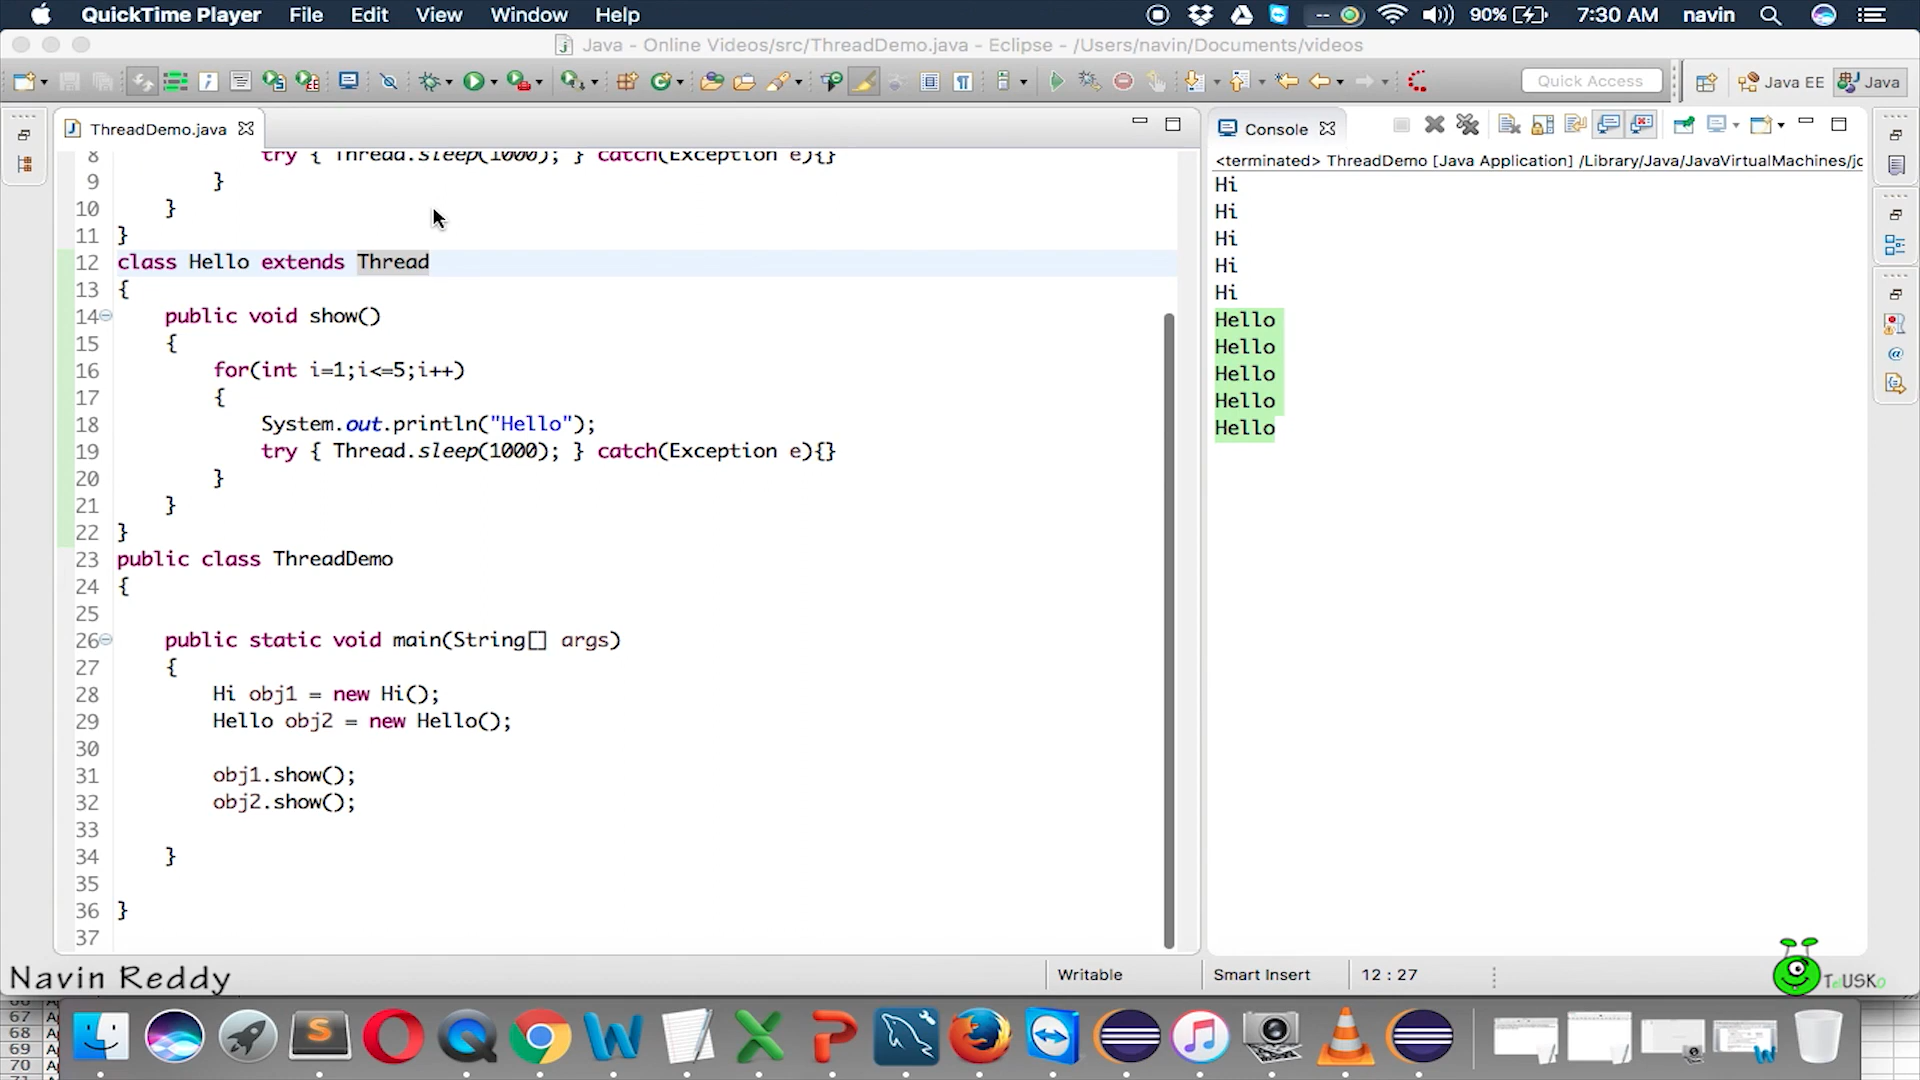 QuickTime Player File Edit View Window Help -- 90% 7:30 AM navin
Java - Online Videos/src/ThreadDemo.java - Eclipse - /Users/navin/Documents/videos
Quick Access Java EE Java
ThreadDemo.java
8 try { Thread.sleep(1000); } catch(Exception e){}
9 }
10 }
11 }
12 class Hello extends Thread
13 {
14 public void show()
15 {
16 for(int i=1;i<=5;i++)
17 {
18 System.out.println("Hello");
19 try { Thread.sleep(1000); } catch(Exception e){}
20 }
21 }
22 }
23 public class ThreadDemo
24 {
25
26 public static void main(String[] args)
27 {
28 Hi obj1 = new Hi();
29 Hello obj2 = new Hello();
30
31 obj1.show();
32 obj2.show();
33
34 }
35
36 }
37
Console
<terminated> ThreadDemo [Java Application] /Library/Java/JavaVirtualMachines/jc
Hi
Hi
Hi
Hi
Hi
Hello
Hello
Hello
Hello
Hello
Writable Smart Insert 12 : 27
Navin Reddy
TelUSKo
67
68
69
70